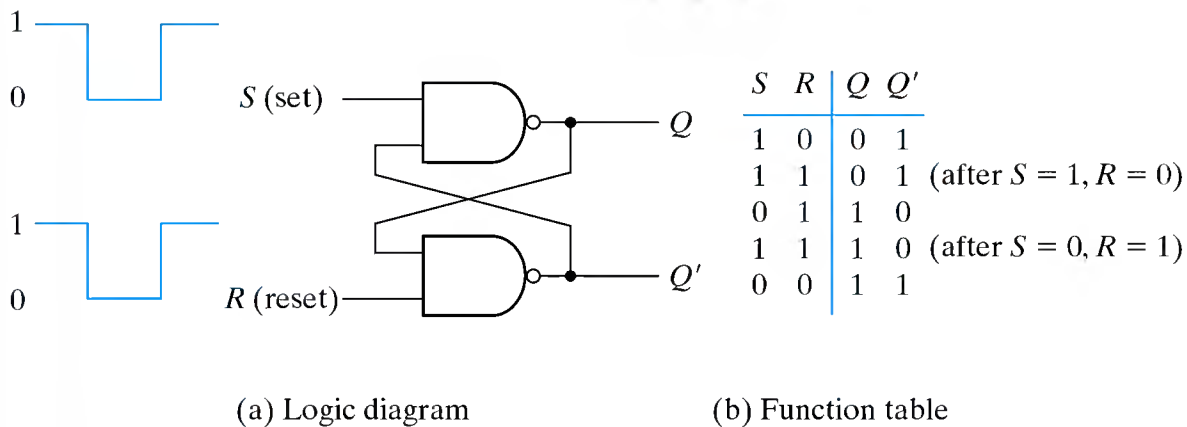 1
0
S (set)
Q
1
0
R (reset)
Q'
(a) Logic diagram
S R Q Q'
1 0 0 1
1 1 0 1 (after S = 1, R = 0)
0 1 1 0
1 1 1 0 (after S = 0, R = 1)
0 0 1 1
(b) Function table